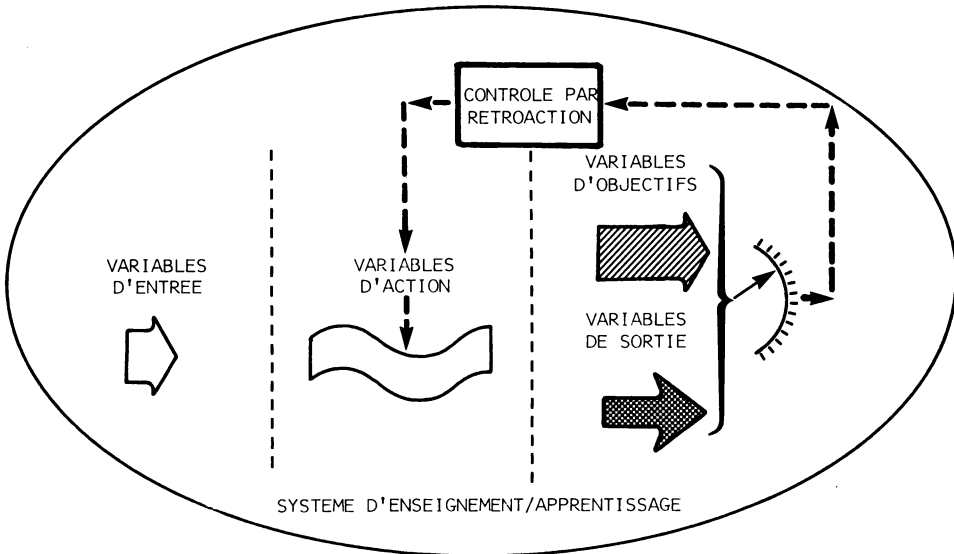 CONTROLE PAR
RETROACTION
VARIABLES
D'OBJECTIFS
VARIABLES
D'ENTREE
VARIABLES
D'ACTION
VARIABLES
DE SORTIE
SYSTEME D'ENSEIGNEMENT/APPRENTISSAGE